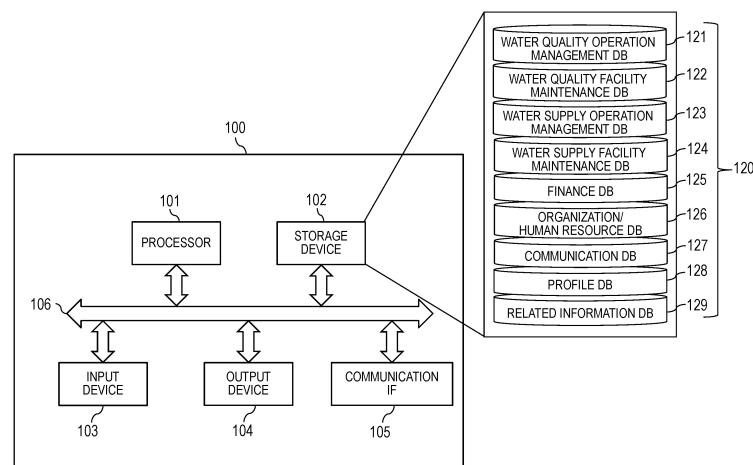 100
101
PROCESSOR
102
STORAGE
DEVICE
106
INPUT
DEVICE
103
OUTPUT
DEVICE
104
COMMUNICATION
IF
105
WATER QUALITY OPERATION
MANAGEMENT DB
121
WATER QUALITY FACILITY
MAINTENANCE DB
122
WATER SUPPLY OPERATION
MANAGEMENT DB
123
WATER SUPPLY FACILITY
MAINTENANCE DB
124
FINANCE DB
125
ORGANIZATION/
HUMAN RESOURCE DB
126
COMMUNICATION DB
127
PROFILE DB
128
RELATED INFORMATION DB
129
120